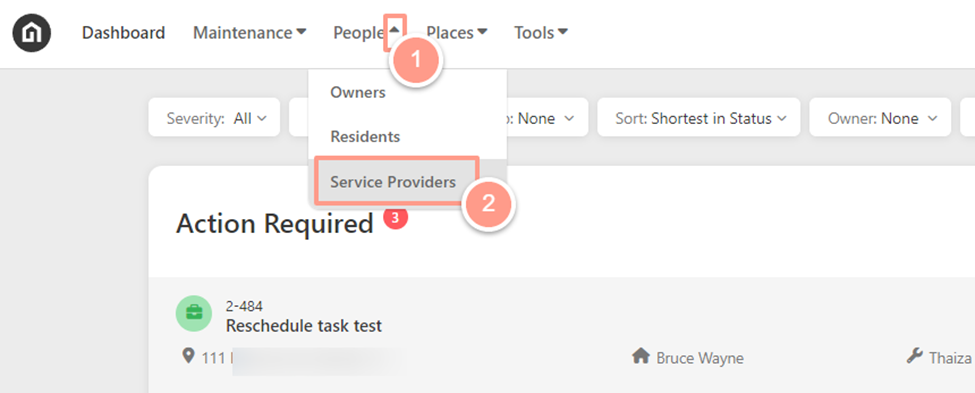 Dashboard Maintenance People Places Tools
1
Owners
Severity: All None Sort: Shortest in Status Owner: None
Residents
Service Providers
2
Action Required 3
2-484
Reschedule task test
111 Bruce Wayne Thaiza